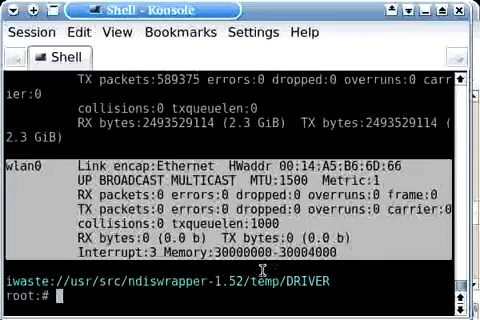 Shell - Konsole
Session Edit View Bookmarks Settings Help
Shell
TX packets:589375 errors:0 dropped:0 overruns:0 carr
ier:0
collisions:0 txqueuelen:0
RX bytes:2493529114 (2.3 GiB) TX bytes:2493529114 (
2.3 GiB)
wlan0 Link encap:Ethernet HWaddr 00:14:A5:B6:6D:66
UP BROADCAST MULTICAST MTU:1500 Metric:1
RX packets:0 errors:0 dropped:0 overruns:0 frame:0
TX packets:0 errors:0 dropped:0 overruns:0 carrier:0
collisions:0 txqueuelen:1000
RX bytes:0 (0.0 b) TX bytes:0 (0.0 b)
Interrupt:3 Memory:30000000-30004000
iwaste://usr/src/ndiswrapper-1.52/temp/DRIVER
root:#